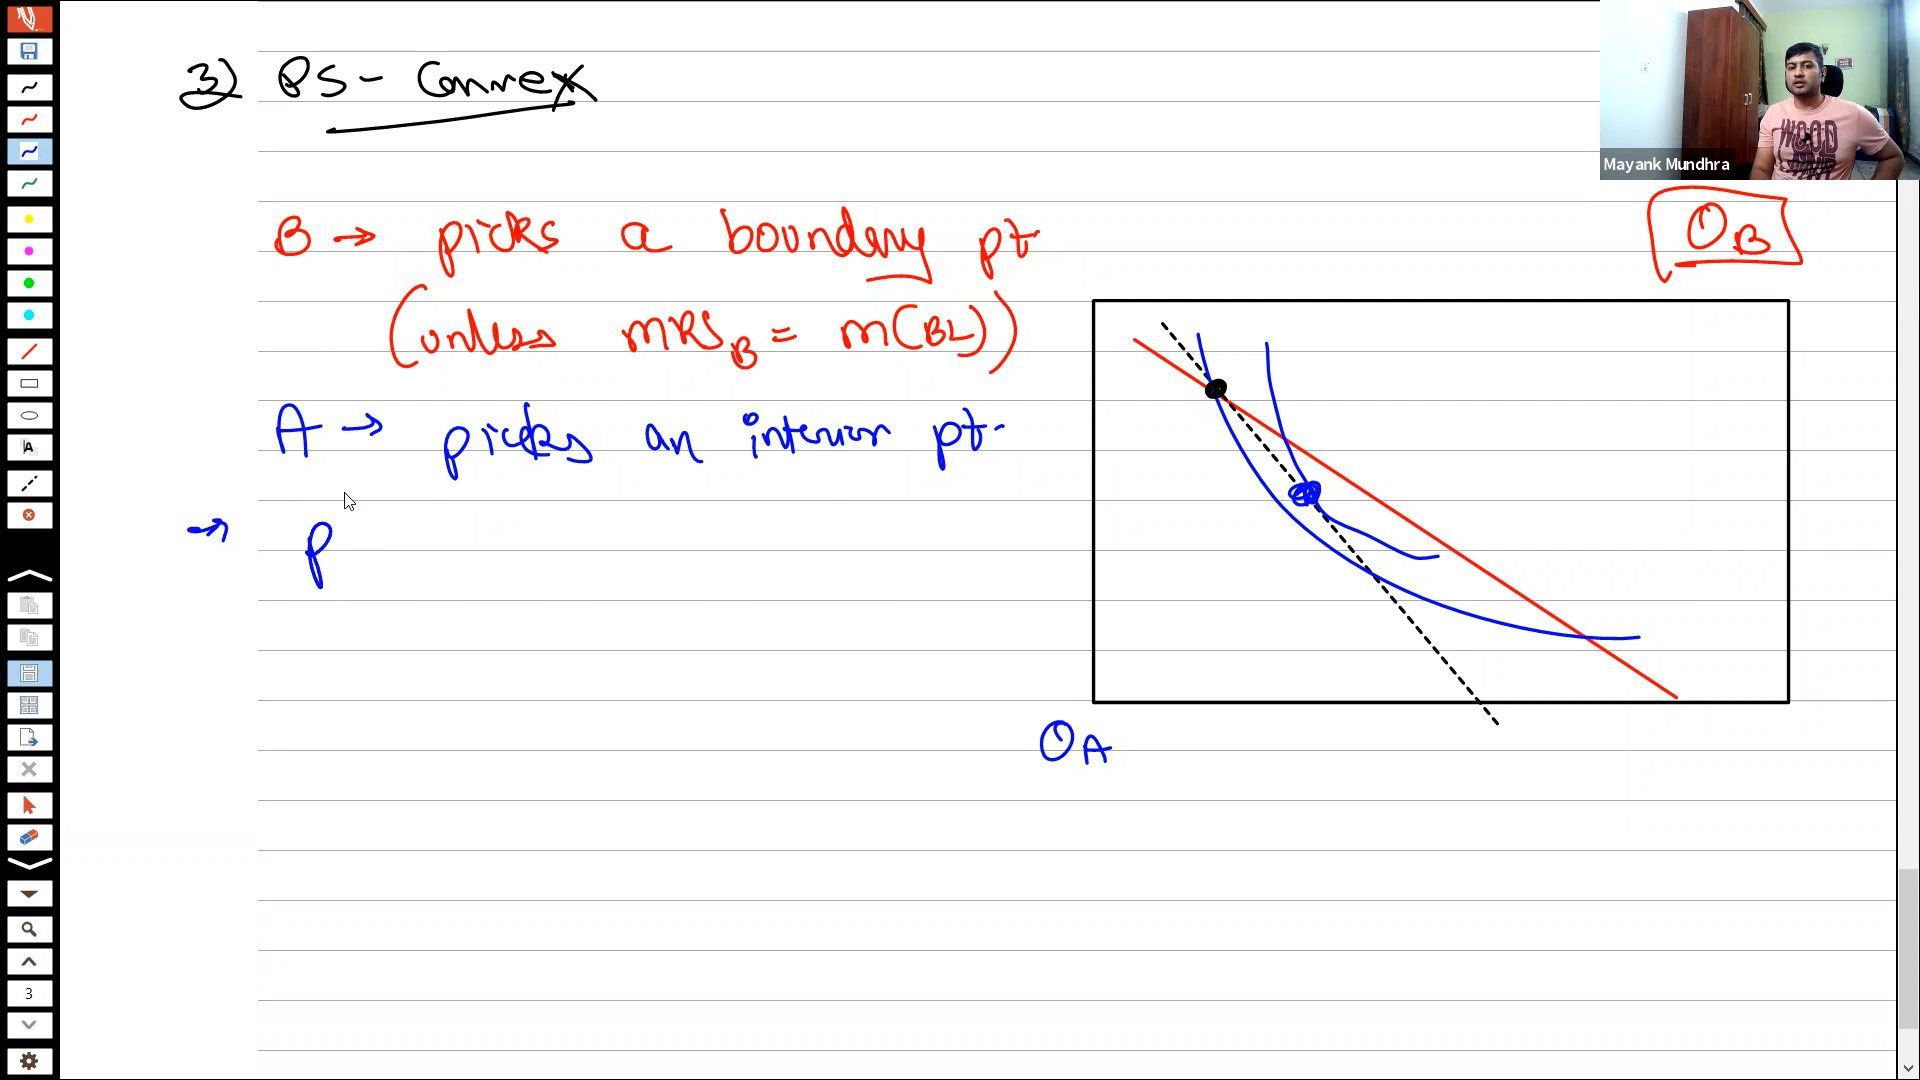 3) PS - Convex
Mayank Mundhra
B → picks a boundary pt
O_B
(unless MRS_B = m(BL))
A → picks an interior pt.
→ P
O_A
3